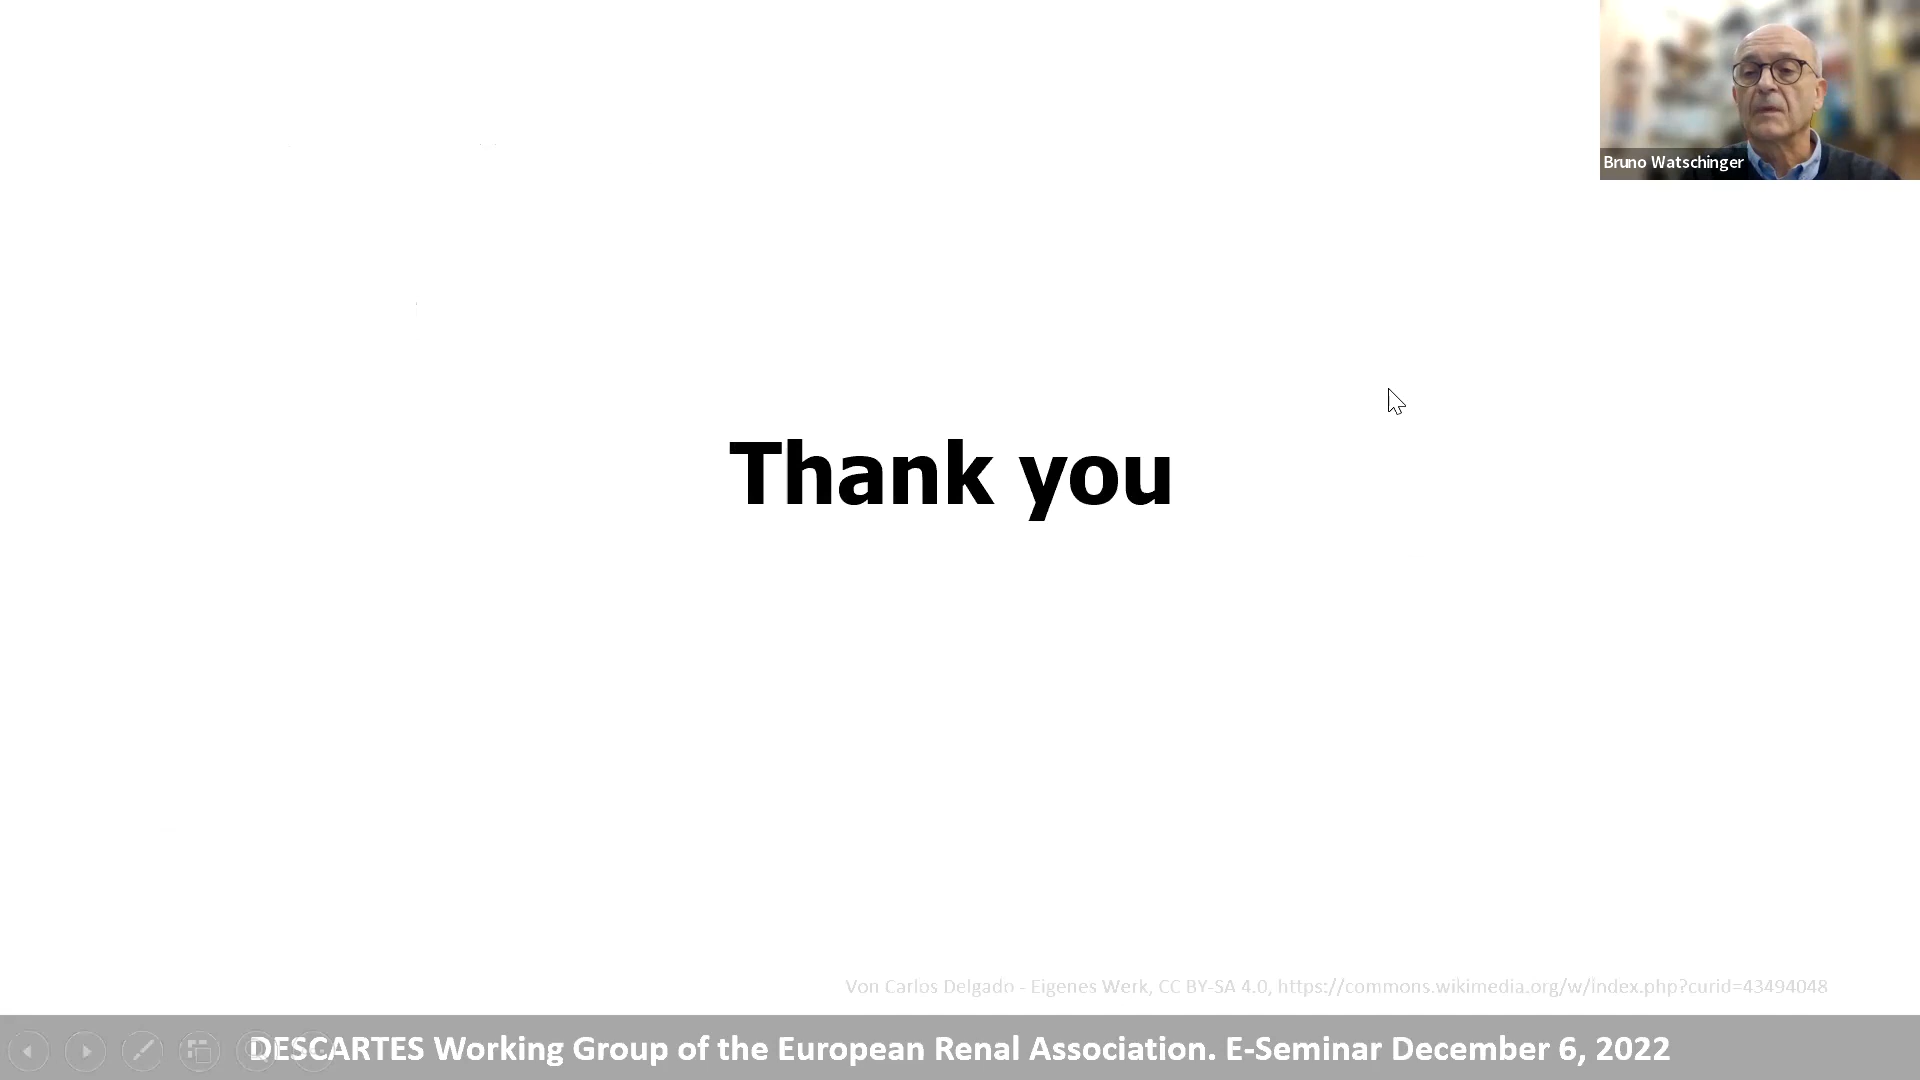 Bruno Watschinger
Thank you
Von Carlos Delgado - Eigenes Werk, CC BY-SA 4.0, https://commons.wikimedia.org/w/index.php?curid=43494048
DESCARTES Working Group of the European Renal Association. E-Seminar December 6, 2022